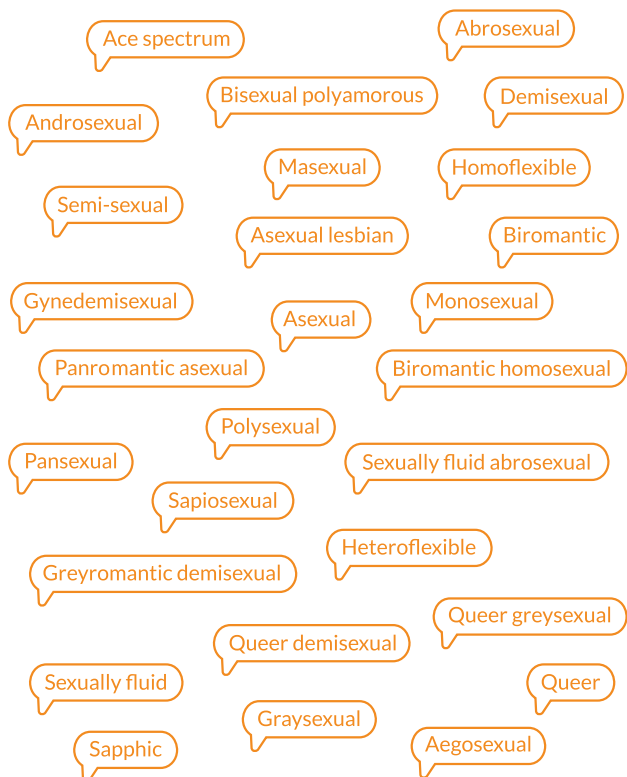 Ace spectrum
Abrosexual
Bisexual polyamorous
Demisexual
Androsexual
Masexual
Homoflexible
Semi-sexual
Asexual lesbian
Biromantic
Gynedemisexual
Asexual
Monosexual
Panromantic asexual
Biromantic homosexual
Polysexual
Pansexual
Sexually fluid abrosexual
Sapiosexual
Heteroflexible
Greyromantic demisexual
Queer greysexual
Queer demisexual
Sexually fluid
Queer
Graysexual
Sapphic
Aegosexual